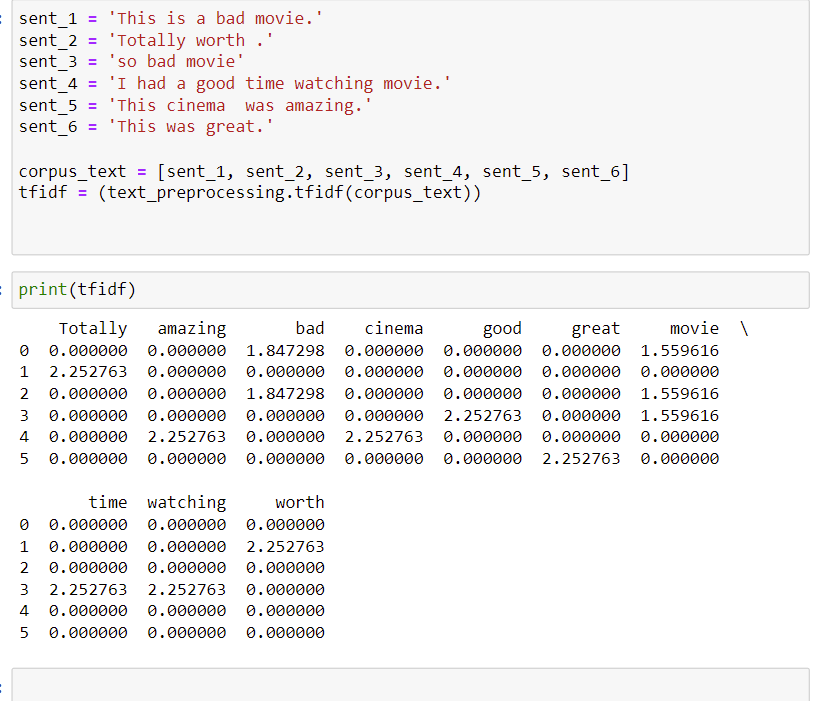 sent_1 = 'This is a bad movie.'
sent_2 = 'Totally worth .'
sent_3 = 'so bad movie'
sent_4 = 'I had a good time watching movie.'
sent_5 = 'This cinema  was amazing.'
sent_6 = 'This was great.'
corpus_text = [sent_1, sent_2, sent_3, sent_4, sent_5, sent_6]
tfidf = (text_preprocessing.tfidf(corpus_text))
print(tfidf)
Totally amazing bad cinema good great movie \
0 0.000000 0.000000 1.847298 0.000000 0.000000 0.000000 1.559616
1 2.252763 0.000000 0.000000 0.000000 0.000000 0.000000 0.000000
2 0.000000 0.000000 1.847298 0.000000 0.000000 0.000000 1.559616
3 0.000000 0.000000 0.000000 0.000000 2.252763 0.000000 1.559616
4 0.000000 2.252763 0.000000 2.252763 0.000000 0.000000 0.000000
5 0.000000 0.000000 0.000000 0.000000 0.000000 2.252763 0.000000
time watching worth
0 0.000000 0.000000 0.000000
1 0.000000 0.000000 2.252763
2 0.000000 0.000000 0.000000
3 2.252763 2.252763 0.000000
4 0.000000 0.000000 0.000000
5 0.000000 0.000000 0.000000